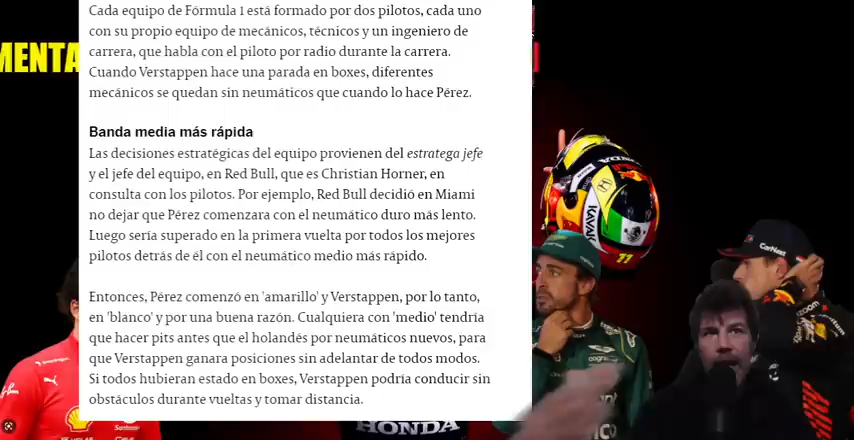 Cada equipo de Fórmula 1 está formado por dos pilotos, cada uno
con su propio equipo de mecánicos, técnicos y un ingeniero de
carrera, que habla con el piloto por radio durante la carrera.
Cuando Verstappen hace una parada en boxes, diferentes
mecánicos se quedan sin neumáticos que cuando lo hace Pérez.
MENTA
Banda media más rápida
Las decisiones estratégicas del equipo provienen del estratega jefe
y el jefe del equipo, en Red Bull, que es Christian Horner, en
consulta con los pilotos. Por ejemplo, Red Bull decidió en Miami
no dejar que Pérez comenzara con el neumático duro más lento.
Luego sería superado en la primera vuelta por todos los mejores
pilotos detrás de él con el neumático medio más rápido.
Entonces, Pérez comenzó en 'amarillo' y Verstappen, por lo tanto,
en 'blanco' y por una buena razón. Cualquiera con 'medio' tendría
que hacer pits antes que el holandés por neumáticos nuevos, para
que Verstappen ganara posiciones sin adelantar de todos modos.
Si todos hubieran estado en boxes, Verstappen podría conducir sin
obstáculos durante vueltas y tomar distancia.
HONDA
KAVAK
11
CarNext
cognizant
HONDA